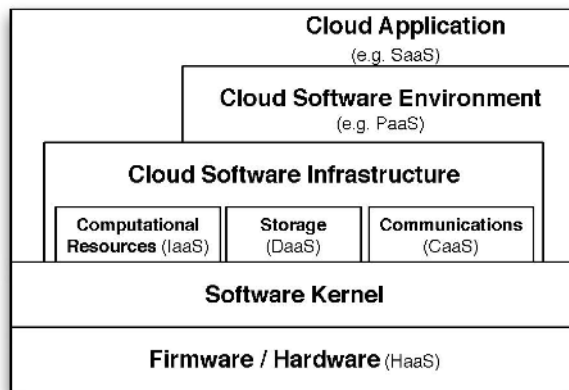 Cloud Application
(e.g. SaaS)
Cloud Software Environment
(e.g. PaaS)
Cloud Software Infrastructure
Computational
Resources (IaaS)
Storage
(DaaS)
Communications
(CaaS)
Software Kernel
Firmware / Hardware (HaaS)